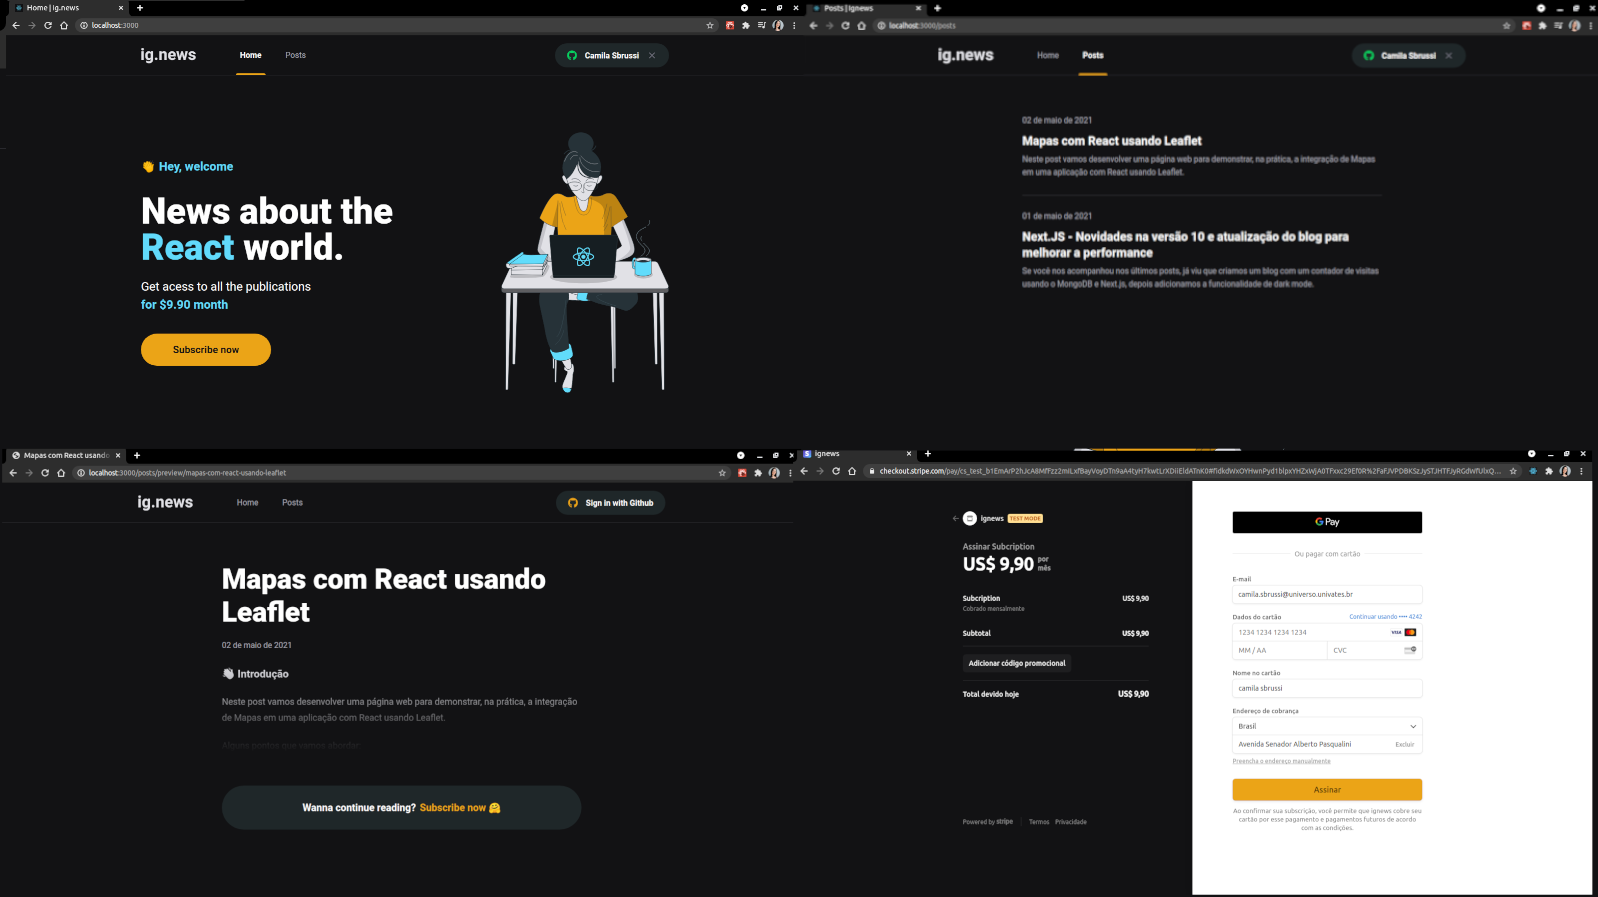 Home | ig.news
localhost:3000
ig.news
Home
Posts
Camila Sbrussi
👏 Hey, welcome
News about the
React world.
Get acess to all the publications
for $9.90 month
Subscribe now
Posts | Ignews
localhost:3000/posts
ig.news
Home
Posts
Camila Sbrussi
02 de maio de 2021
Mapas com React usando Leaflet
Neste post vamos desenvolver uma página web para demonstrar, na prática, a integração de Mapas
em uma aplicação com React usando Leaflet.
01 de maio de 2021
Next.JS - Novidades na versão 10 e atualização do blog para
melhorar a performance
Se você nos acompanhou nos últimos posts, já viu que criamos um blog com um contador de visitas
usando o MongoDB e Next.js, depois adicionamos a funcionalidade de dark mode.
Mapas com React usando
localhost:3000/posts/preview/mapas-com-react-usando-leaflet
ig.news
Home
Posts
Sign in with Github
Mapas com React usando
Leaflet
02 de maio de 2021
👋 Introdução
Neste post vamos desenvolver uma página web para demonstrar, na prática, a integração
de Mapas em uma aplicação com React usando Leaflet.
Alguns pontos que vamos abordar
Wanna continue reading? Subscribe now 🤗
ignews
ignews
TEST MODE
Assinar Subcription
US$ 9,90 por
mês
Subcription
US$ 9,90
Cobrado mensalmente
Subtotal
US$ 9,90
Adicionar código promocional
Total devido hoje
US$ 9,90
Powered by stripe
Termos
Privacidade
G Pay
Ou pagar com cartão
E-mail
camila.sbrussi@universo.univates.br
Dados do cartão
Continuar usando •••• 4242
1234 1234 1234 1234
VISA
MM / AA
CVC
Nome no cartão
camila sbrussi
Endereço de cobrança
Brasil
Avenida Senador Alberto Pasqualini
Excluir
Preencha o endereço manualmente
Assinar
Ao confirmar sua subscrição, você permite que ignews cobre seu
cartão por esse pagamento e pagamentos futuros de acordo
com as condições.